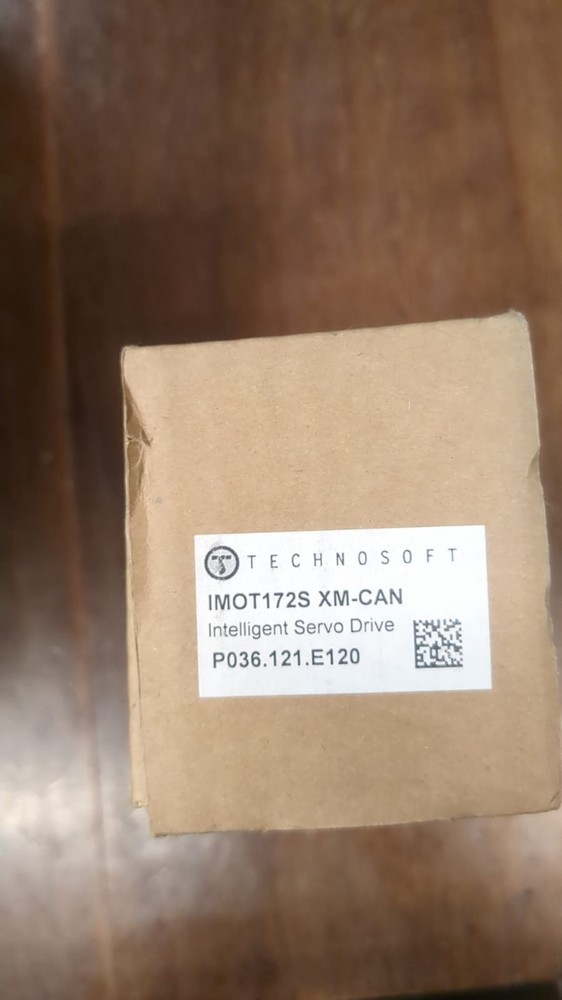 TECHNOSOFT
IMOT172S XM-CAN
Intelligent Servo Drive
P036.121.E120